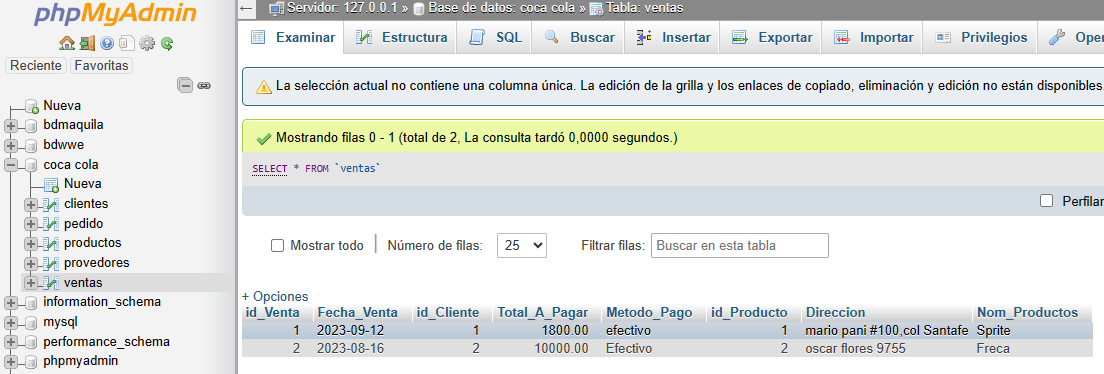 phpMyAdmin
Reciente Favoritas
Nueva
bdmaquila
bdwwe
coca cola
Nueva
clientes
pedido
productos
provedores
ventas
information_schema
mysql
performance_schema
phpmyadmin
Servidor: 127.0.0.1 » Base de datos: coca cola » Tabla: ventas
Examinar Estructura SQL Buscar Insertar Exportar Importar Privilegios Oper
La selección actual no contiene una columna única. La edición de la grilla y los enlaces de copiado, eliminación y edición no están disponibles.
Mostrando filas 0 - 1 (total de 2, La consulta tardó 0,0000 segundos.)
SELECT * FROM `ventas`
Perfilar
Mostrar todo | Número de filas: 25 Filtrar filas: Buscar en esta tabla
+ Opciones
id_Venta Fecha_Venta id_Cliente Total_A_Pagar Metodo_Pago id_Producto Direccion Nom_Productos
1 2023-09-12 1 1800.00 efectivo 1 mario pani #100,col Santafe Sprite
2 2023-08-16 2 10000.00 Efectivo 2 oscar flores 9755 Freca